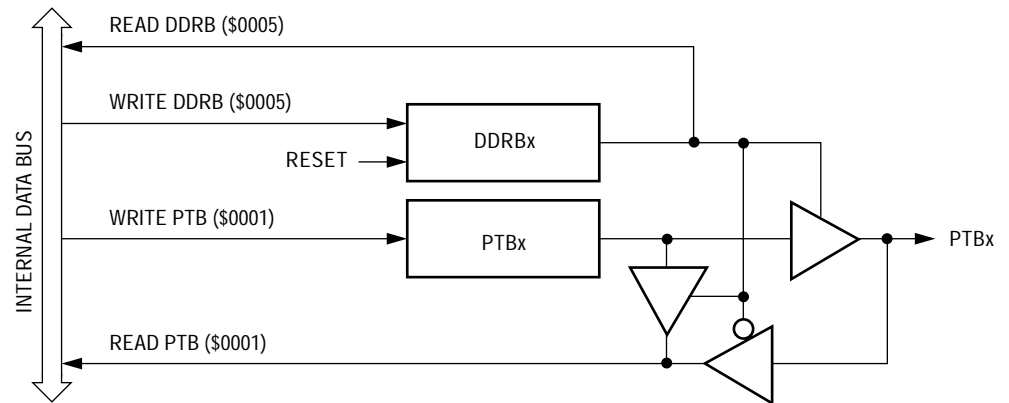 READ DDRB ($0005)
WRITE DDRB ($0005)
DDRBx
RESET
WRITE PTB ($0001)
PTBx
PTBx
READ PTB ($0001)
INTERNAL DATA BUS